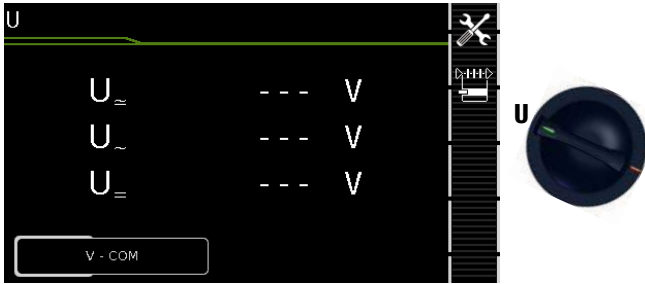 U
U≃ --- V
U~ --- V
U= --- V
V - COM
U